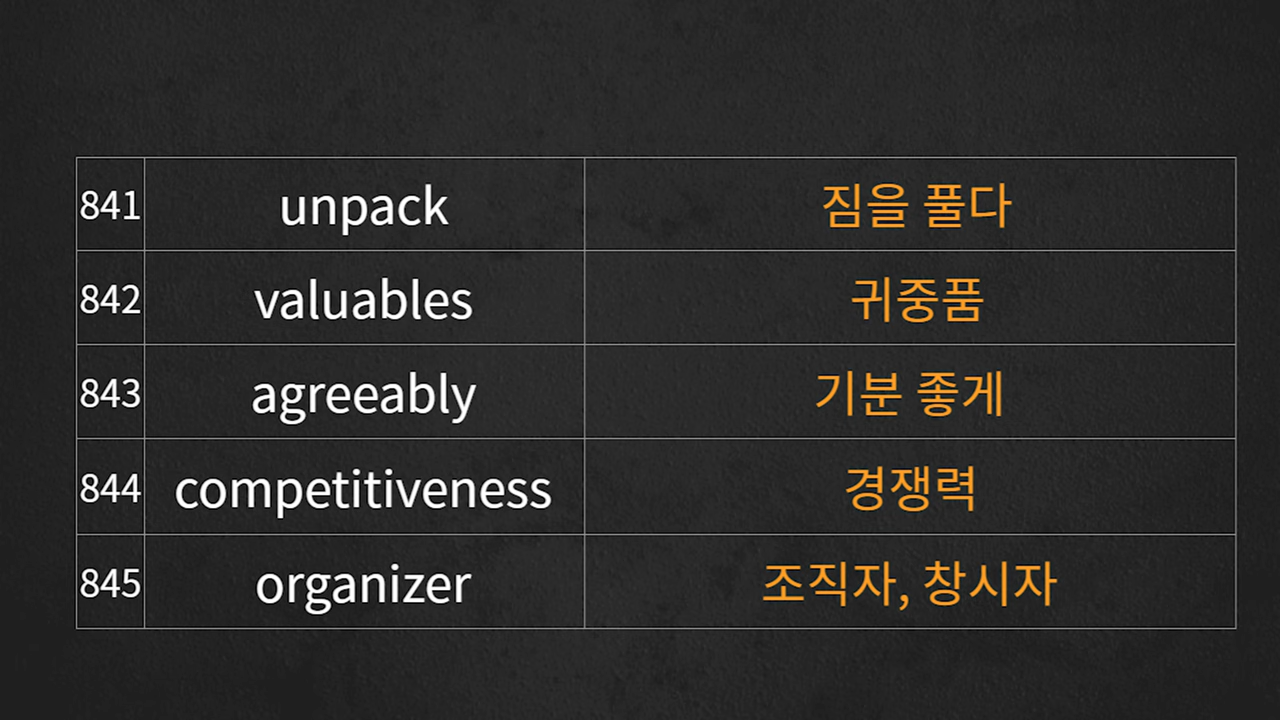 841 unpack 짐을 풀다
842 valuables 귀중품
843 agreeably 기분 좋게
844 competitiveness 경쟁력
845 organizer 조직자, 창시자